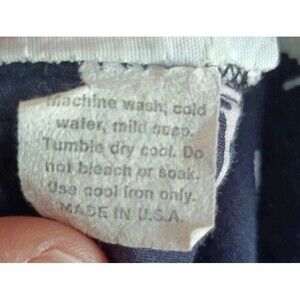 Machine wash, cold
water, mild soap.
Tumble dry cool. Do
not bleach or soak.
Use cool iron only.
MADE IN U.S.A.